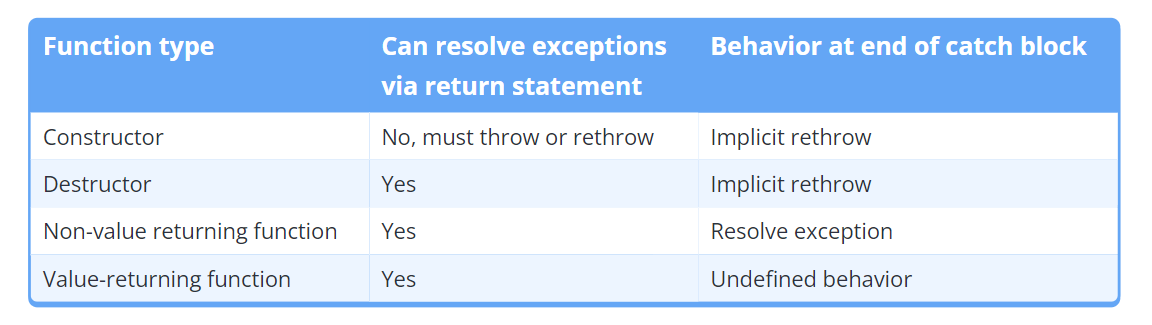 Function type
Can resolve exceptions
via return statement
Behavior at end of catch block
Constructor
No, must throw or rethrow
Implicit rethrow
Destructor
Yes
Implicit rethrow
Non-value returning function
Yes
Resolve exception
Value-returning function
Yes
Undefined behavior